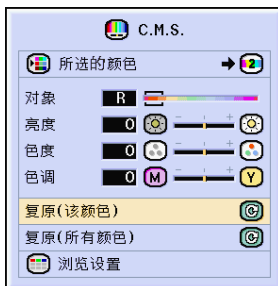 C.M.S.
所选的颜色 2
对象 R
亮度 0 - +
色度 0 - +
色调 0 M - + Y
复原(该颜色)
复原(所有颜色)
浏览设置